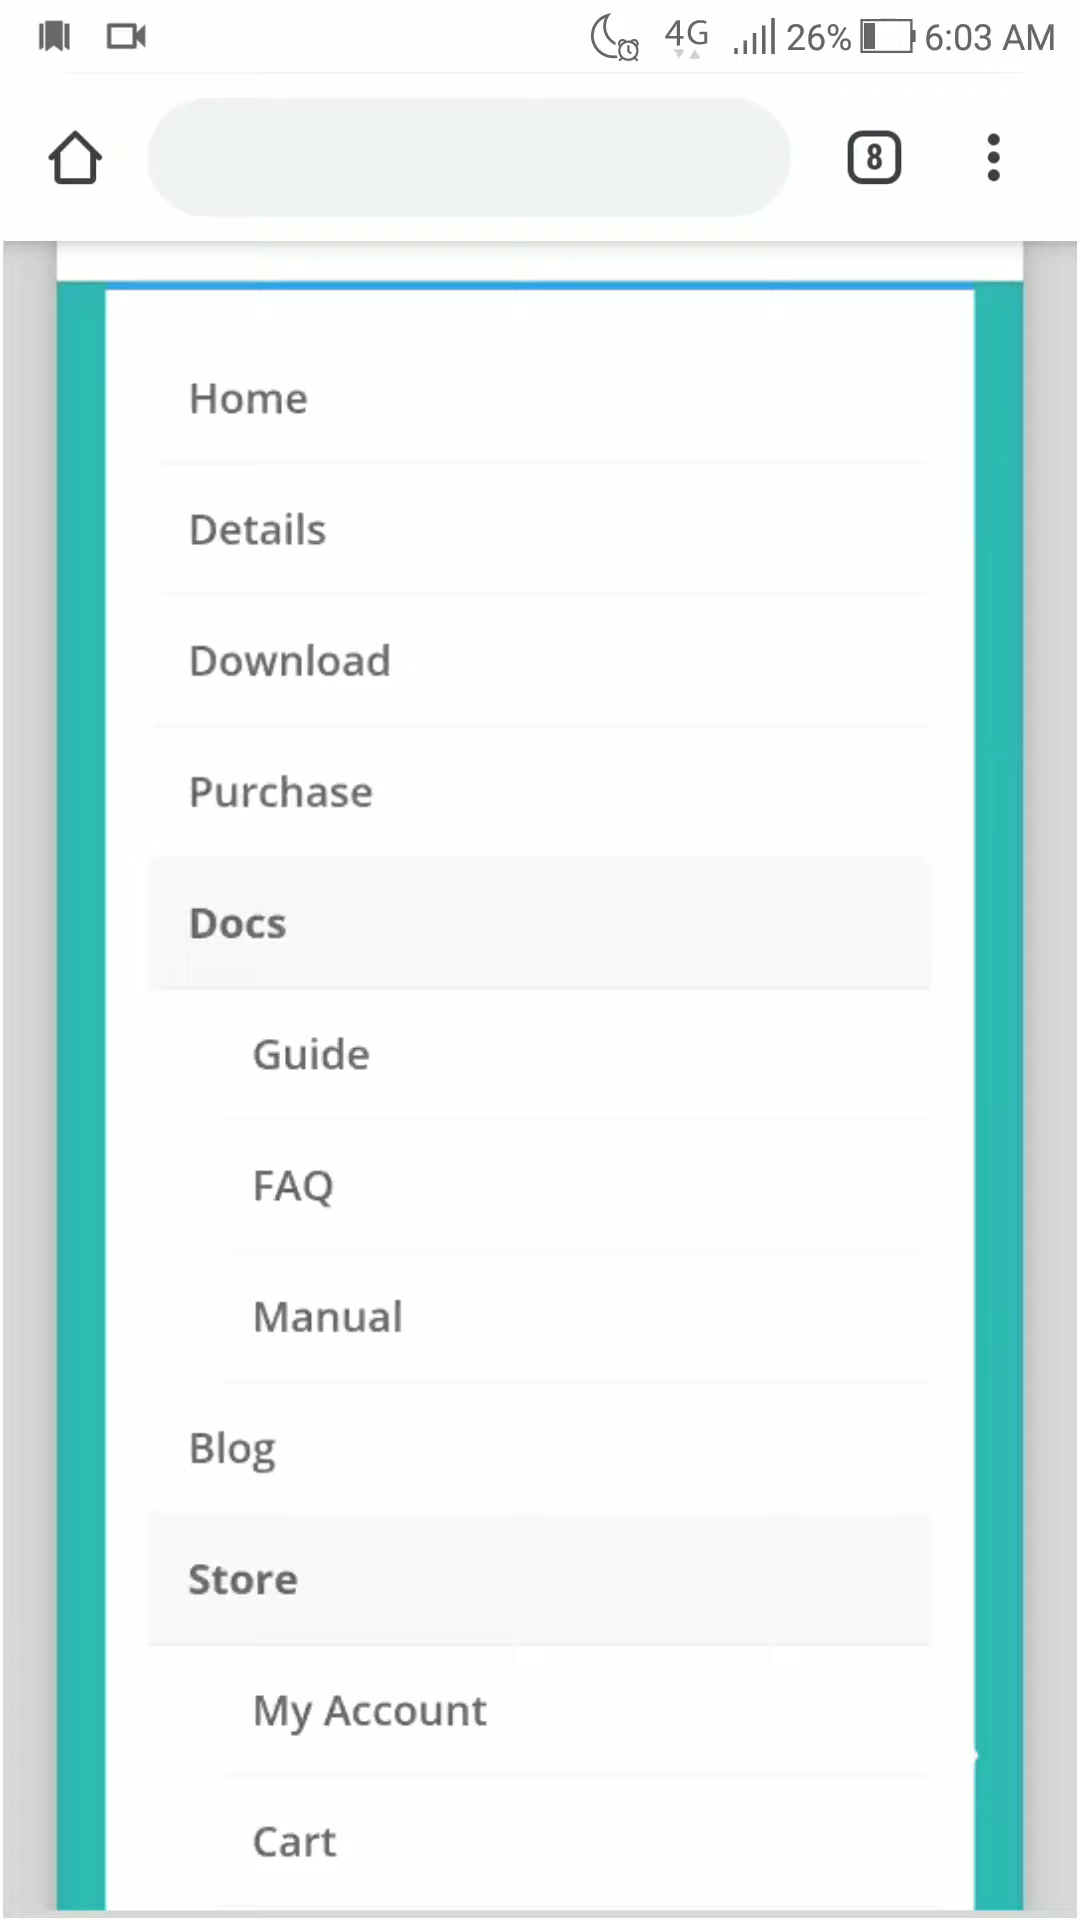 4G 26% 6:03 AM
8
Home
Details
Download
Purchase
Docs
Guide
FAQ
Manual
Blog
Store
My Account
Cart